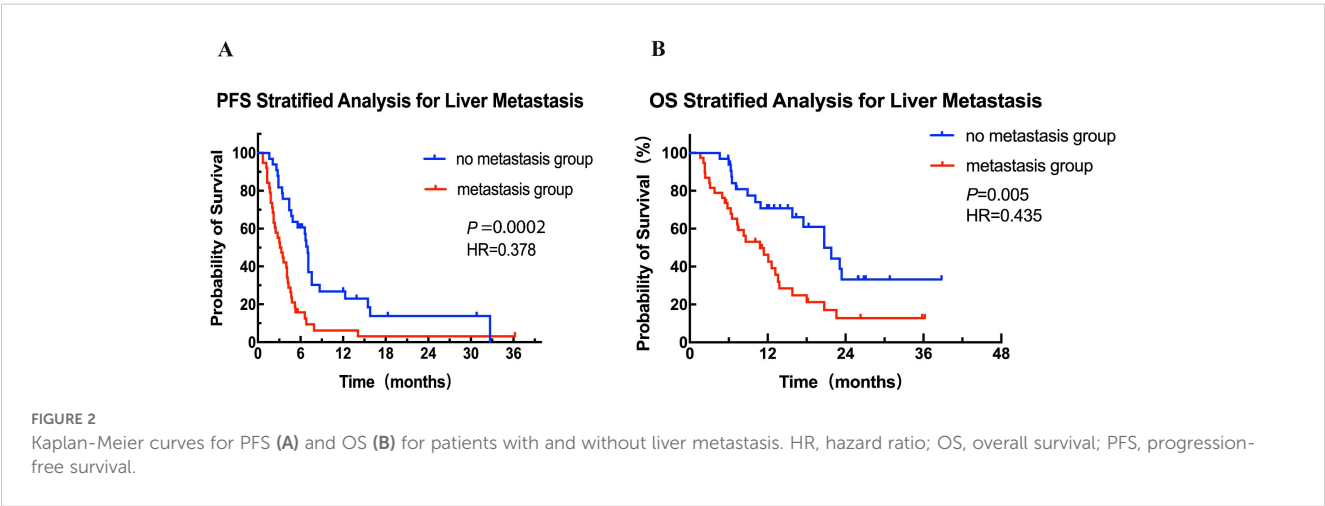 A
PFS Stratified Analysis for Liver Metastasis
Probability of Survival
100
80
60
40
20
0
no metastasis group
metastasis group
P =0.0002
HR=0.378
0 6 12 18 24 30 36
Time (months)
B
OS Stratified Analysis for Liver Metastasis
Probability of Survival (%)
100
80
60
40
20
0
no metastasis group
metastasis group
P=0.005
HR=0.435
0 12 24 36 48
Time (months)
FIGURE 2
Kaplan-Meier curves for PFS (A) and OS (B) for patients with and without liver metastasis. HR, hazard ratio; OS, overall survival; PFS, progression-
free survival.